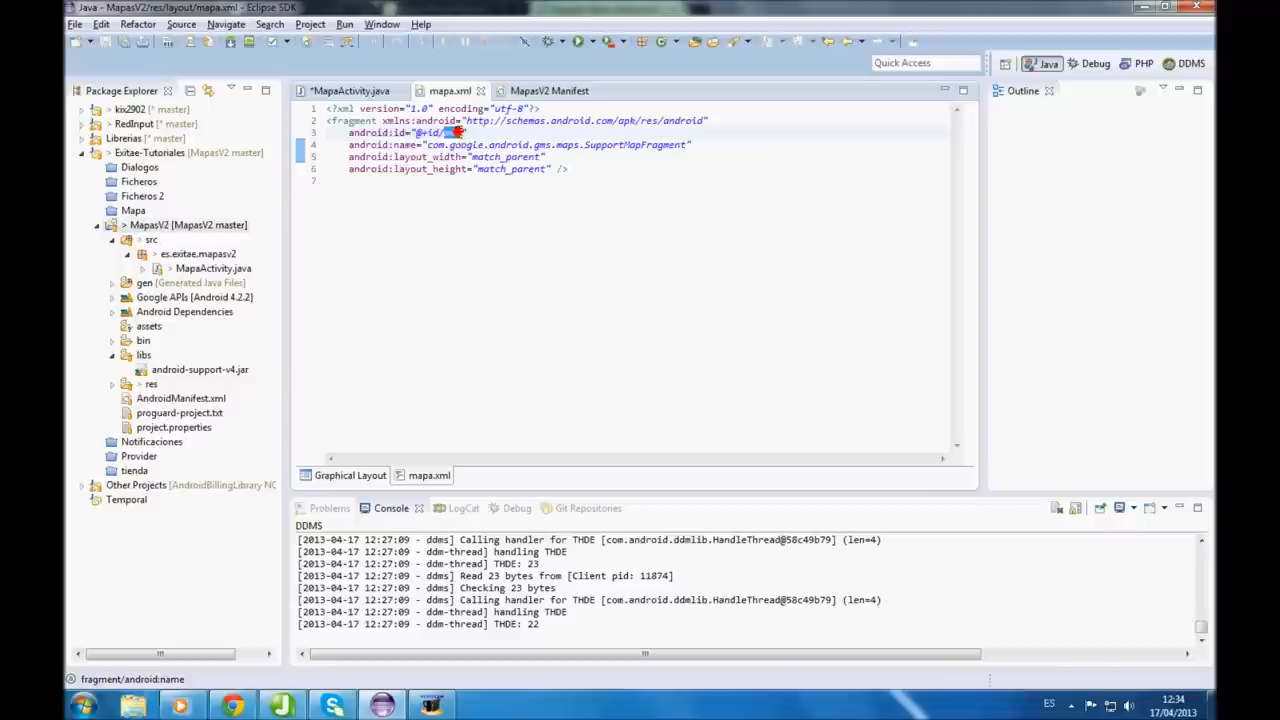 Java - MapasV2/res/layout/mapa.xml - Eclipse SDK
File Edit Refactor Source Navigate Search Project Run Window Help
Quick Access
Java Debug PHP DDMS
Package Explorer
*MapaActivity.java mapa.xml MapasV2 Manifest
Outline
kix2902 [* master]
RedInput [* master]
Librerias [* master]
Exitae-Tutoriales [MapasV2 master]
Dialogos
Ficheros
Ficheros 2
Mapa
> MapasV2 [MapasV2 master]
> src
> es.exitae.mapasv2
> MapaActivity.java
gen [Generated Java Files]
Google APIs [Android 4.2.2]
Android Dependencies
assets
bin
libs
android-support-v4.jar
> res
AndroidManifest.xml
proguard-project.txt
project.properties
Notificaciones
Provider
tienda
Other Projects [AndroidBillingLibrary NC
Temporal
1 <?xml version="1.0" encoding="utf-8"?>
2 <fragment xmlns:android="http://schemas.android.com/apk/res/android"
3 android:id="@+id/
4 android:name="com.google.android.gms.maps.SupportMapFragment"
5 android:layout_width="match_parent"
6 android:layout_height="match_parent" />
7
Graphical Layout mapa.xml
Problems Console LogCat Debug Git Repositories
DDMS
[2013-04-17 12:27:09 - ddms] Calling handler for THDE [com.android.ddmlib.HandleThread@58c49b79] (len=4)
[2013-04-17 12:27:09 - ddm-thread] handling THDE
[2013-04-17 12:27:09 - ddm-thread] THDE: 23
[2013-04-17 12:27:09 - ddms] Read 23 bytes from [Client pid: 11874]
[2013-04-17 12:27:09 - ddms] Checking 23 bytes
[2013-04-17 12:27:09 - ddms] Calling handler for THDE [com.android.ddmlib.HandleThread@58c49b79] (len=4)
[2013-04-17 12:27:09 - ddm-thread] handling THDE
[2013-04-17 12:27:09 - ddm-thread] THDE: 22
fragment/android:name
ES
12:34
17/04/2013